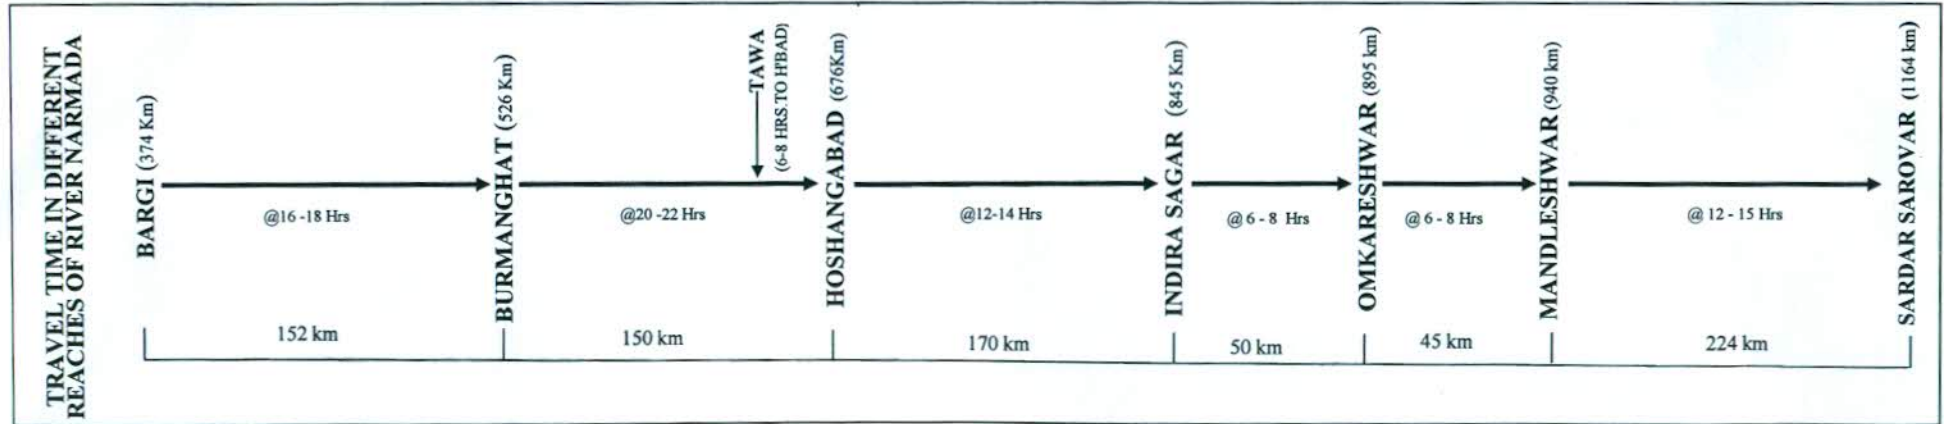 TRAVEL TIME IN DIFFERENT
REACHES OF RIVER NARMADA
BARGI (374 Km)
@16 -18 Hrs
152 km
BURMANGHAT (526 Km)
@20 -22 Hrs
150 km
TAWA
(6-8 HRS.TO H'BAD)
HOSHANGABAD (676Km)
@12-14 Hrs
170 km
INDIRA SAGAR (845 Km)
@ 6 - 8 Hrs
50 km
OMKARESHWAR (895 km)
@ 6 - 8 Hrs
45 km
MANDLESHWAR (940 km)
@ 12 - 15 Hrs
224 km
SARDAR SAROVAR (1164 km)